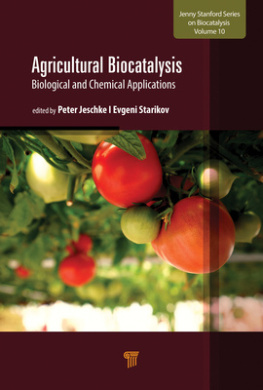 Jenny Stanford Series
on Biocatalysis
Volume 10
Agricultural Biocatalysis
Biological and Chemical Applications
edited by Peter Jeschke I Evgeni Starikov